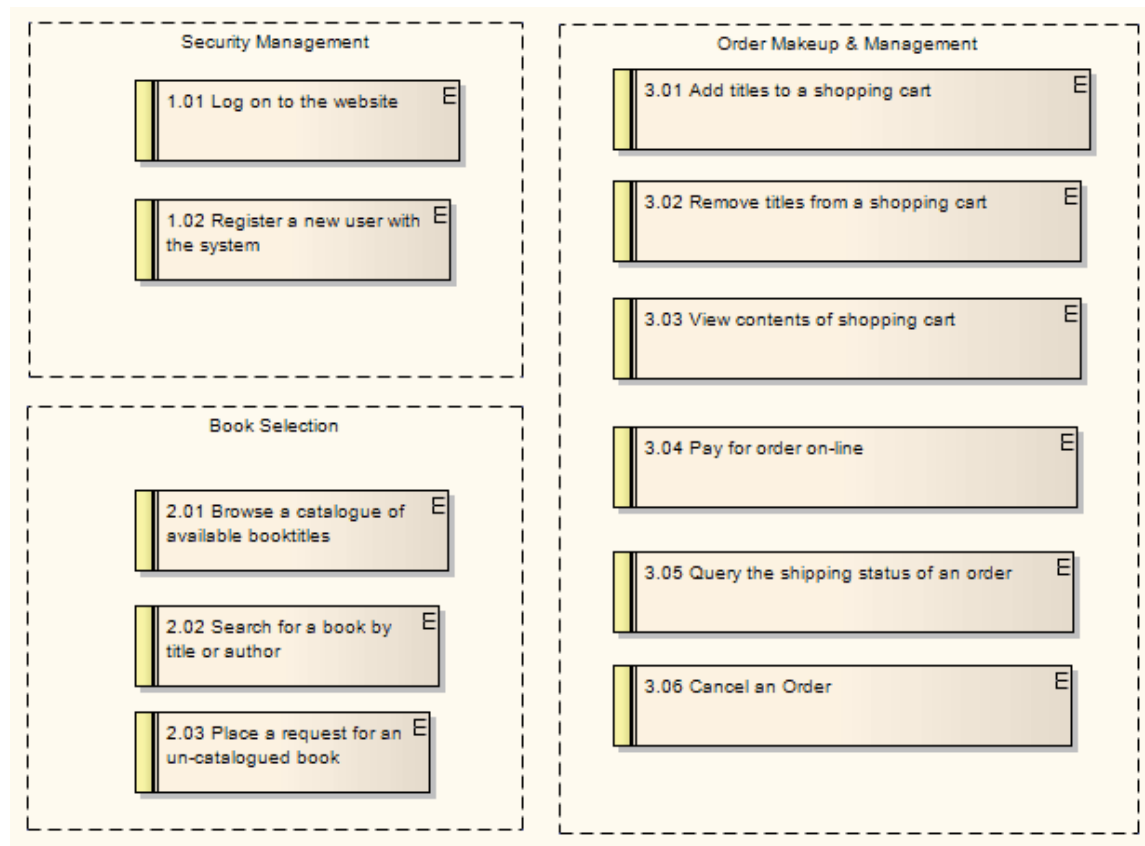 Security Management
1.01 Log on to the website
E
1.02 Register a new user with
the system
E
Book Selection
2.01 Browse a catalogue of
available booktitles
E
2.02 Search for a book by
title or author
E
2.03 Place a request for an
un-catalogued book
E
Order Makeup & Management
3.01 Add titles to a shopping cart
E
3.02 Remove titles from a shopping cart
E
3.03 View contents of shopping cart
E
3.04 Pay for order on-line
E
3.05 Query the shipping status of an order
E
3.06 Cancel an Order
E